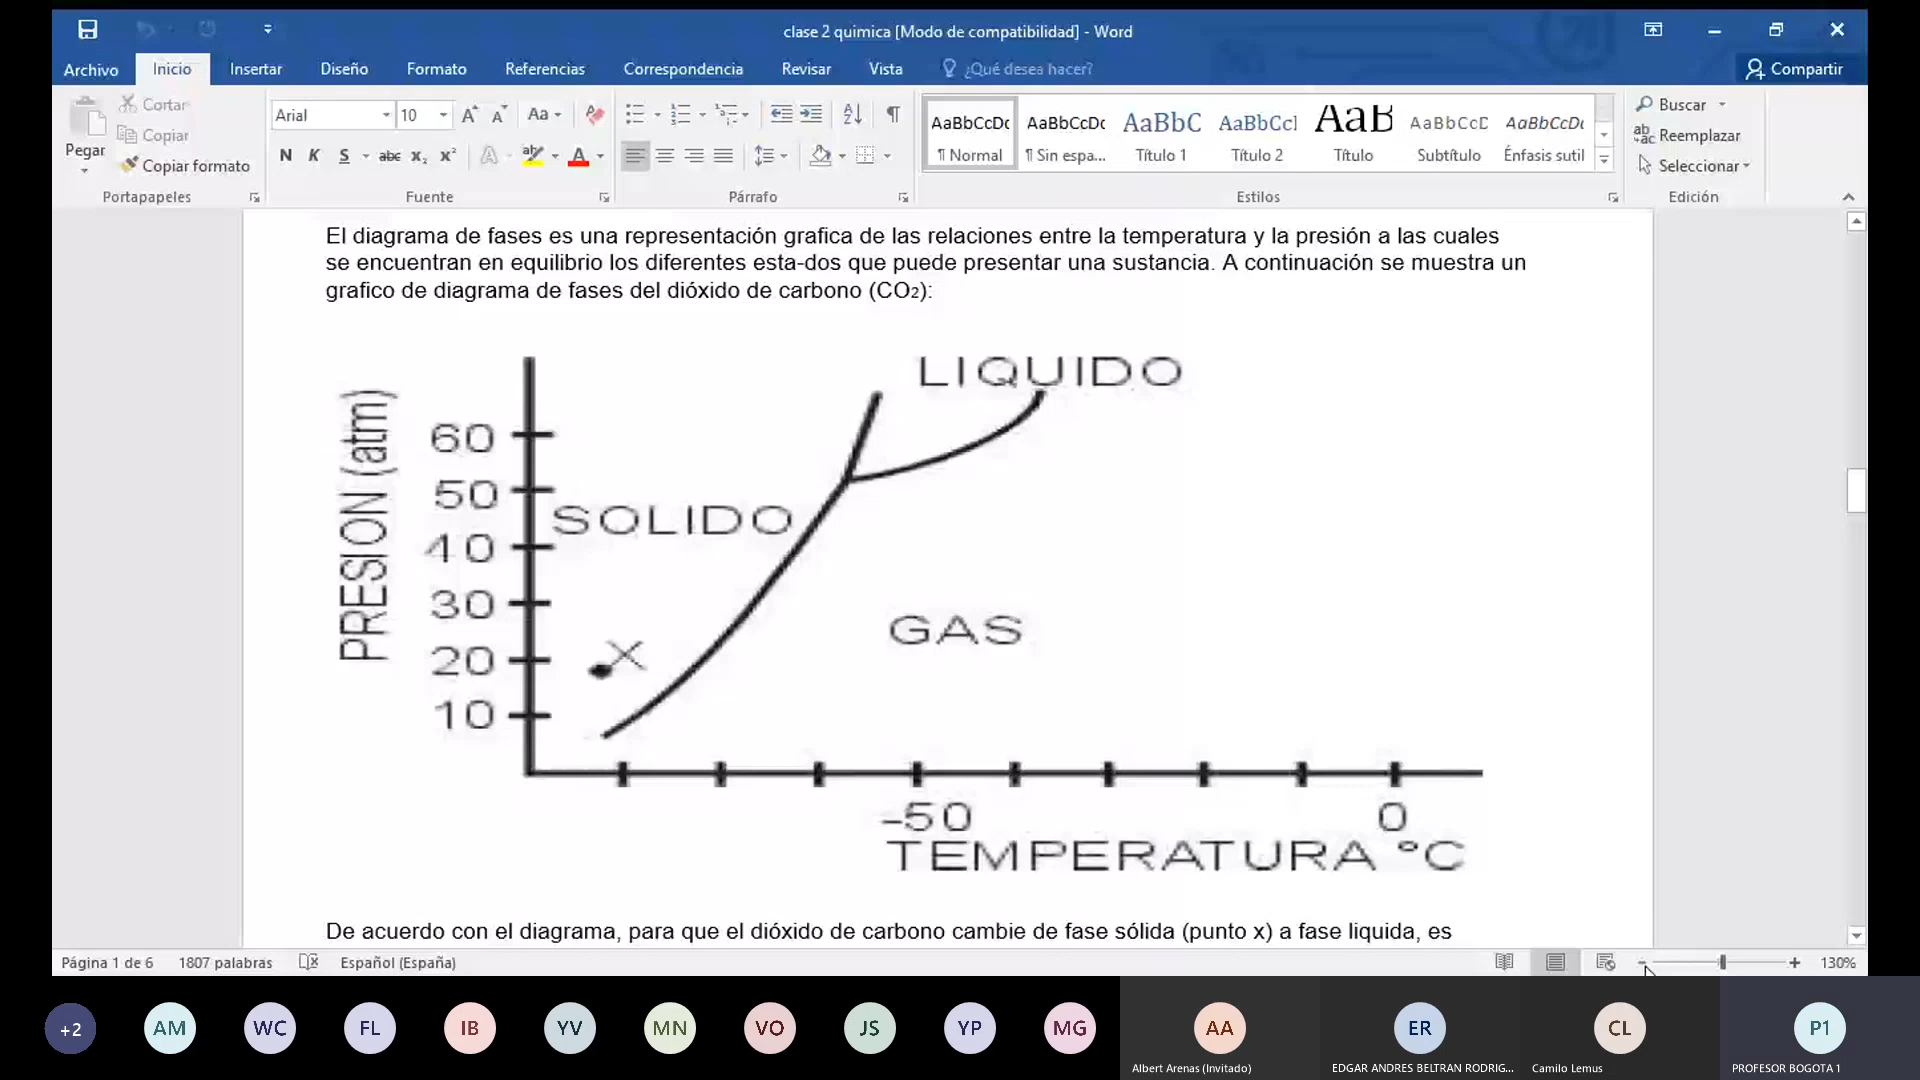 clase 2 quimica [Modo de compatibilidad] - Word
Archivo Inicio Insertar Diseño Formato Referencias Correspondencia Revisar Vista ¿Qué desea hacer? Compartir
Pegar
Cortar
Copiar
Copiar formato
Portapapeles
Arial 10 Aa
N K S abc x₂ x² A ab A
Fuente
Párrafo
AaBbCcDc AaBbCcDc AaBbC AaBbCcl AaB AaBbCcD AaBbCcDc
¶ Normal ¶ Sin espa... Título 1 Título 2 Título Subtítulo Énfasis sutil
Estilos
Buscar
Reemplazar
Seleccionar
Edición
El diagrama de fases es una representación grafica de las relaciones entre la temperatura y la presión a las cuales
se encuentran en equilibrio los diferentes esta-dos que puede presentar una sustancia. A continuación se muestra un
grafico de diagrama de fases del dióxido de carbono (CO₂):
PRESION (atm)
60
50
40
30
20
10
LIQUIDO
SOLIDO
GAS
X
-50 0
TEMPERATURA °C
De acuerdo con el diagrama, para que el dióxido de carbono cambie de fase sólida (punto x) a fase liquida, es
Página 1 de 6 1807 palabras Español (España) 130%
+2 AM WC FL IB YV MN VO JS YP MG AA ER CL P1
Albert Arenas (Invitado) EDGAR ANDRES BELTRAN RODRIG... Camilo Lemus PROFESOR BOGOTA 1